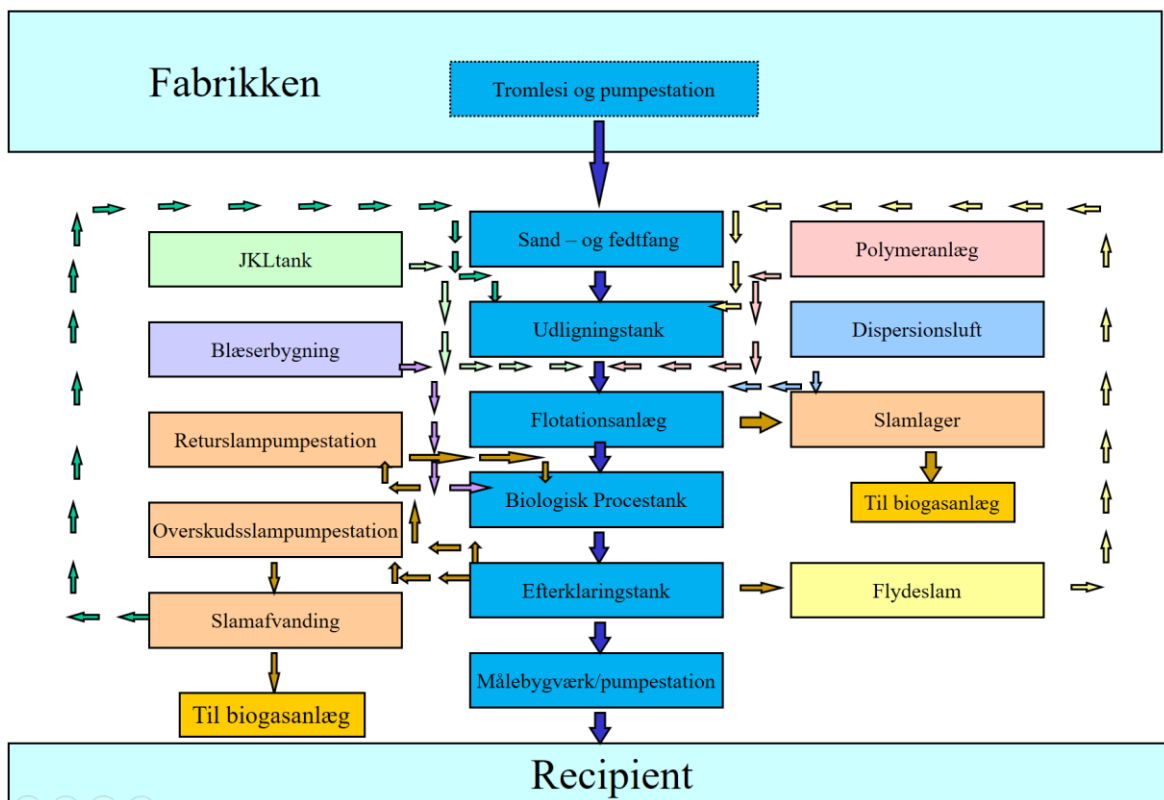 Fabrikken
Tromlesi og pumpestation
Sand – og fedtfang
JKLtank
Polymeranlæg
Udligningstank
Blæserbygning
Dispersionsluft
Flotationsanlæg
Returslampumpestation
Slamlager
Biologisk Procestank
Til biogasanlæg
Overskudsslampumpestation
Efterklaringstank
Flydeslam
Slamafvanding
Målebygværk/pumpestation
Til biogasanlæg
Recipient